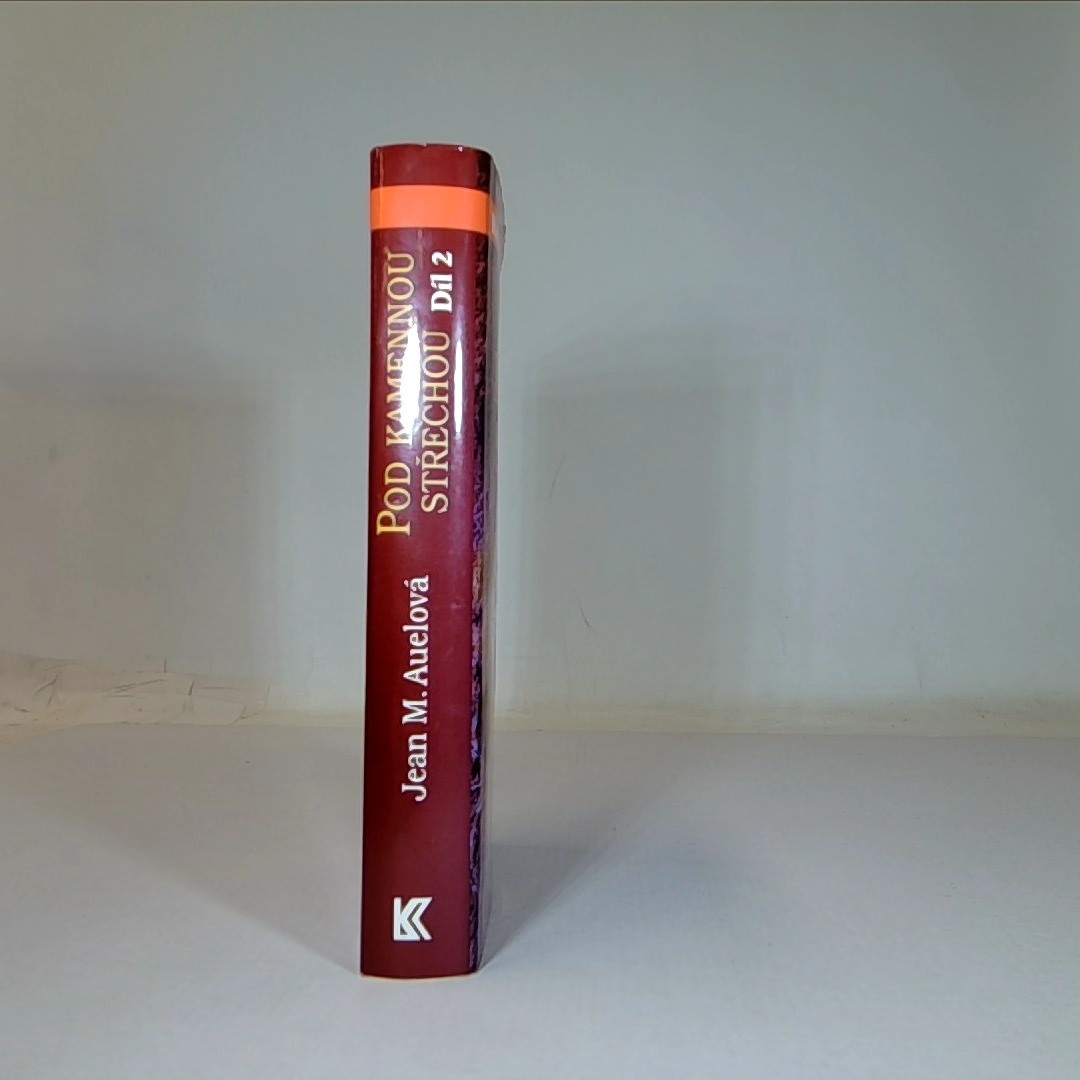 POD KAMENNOU
STŘECHOU Díl 2
Jean M. Auelová